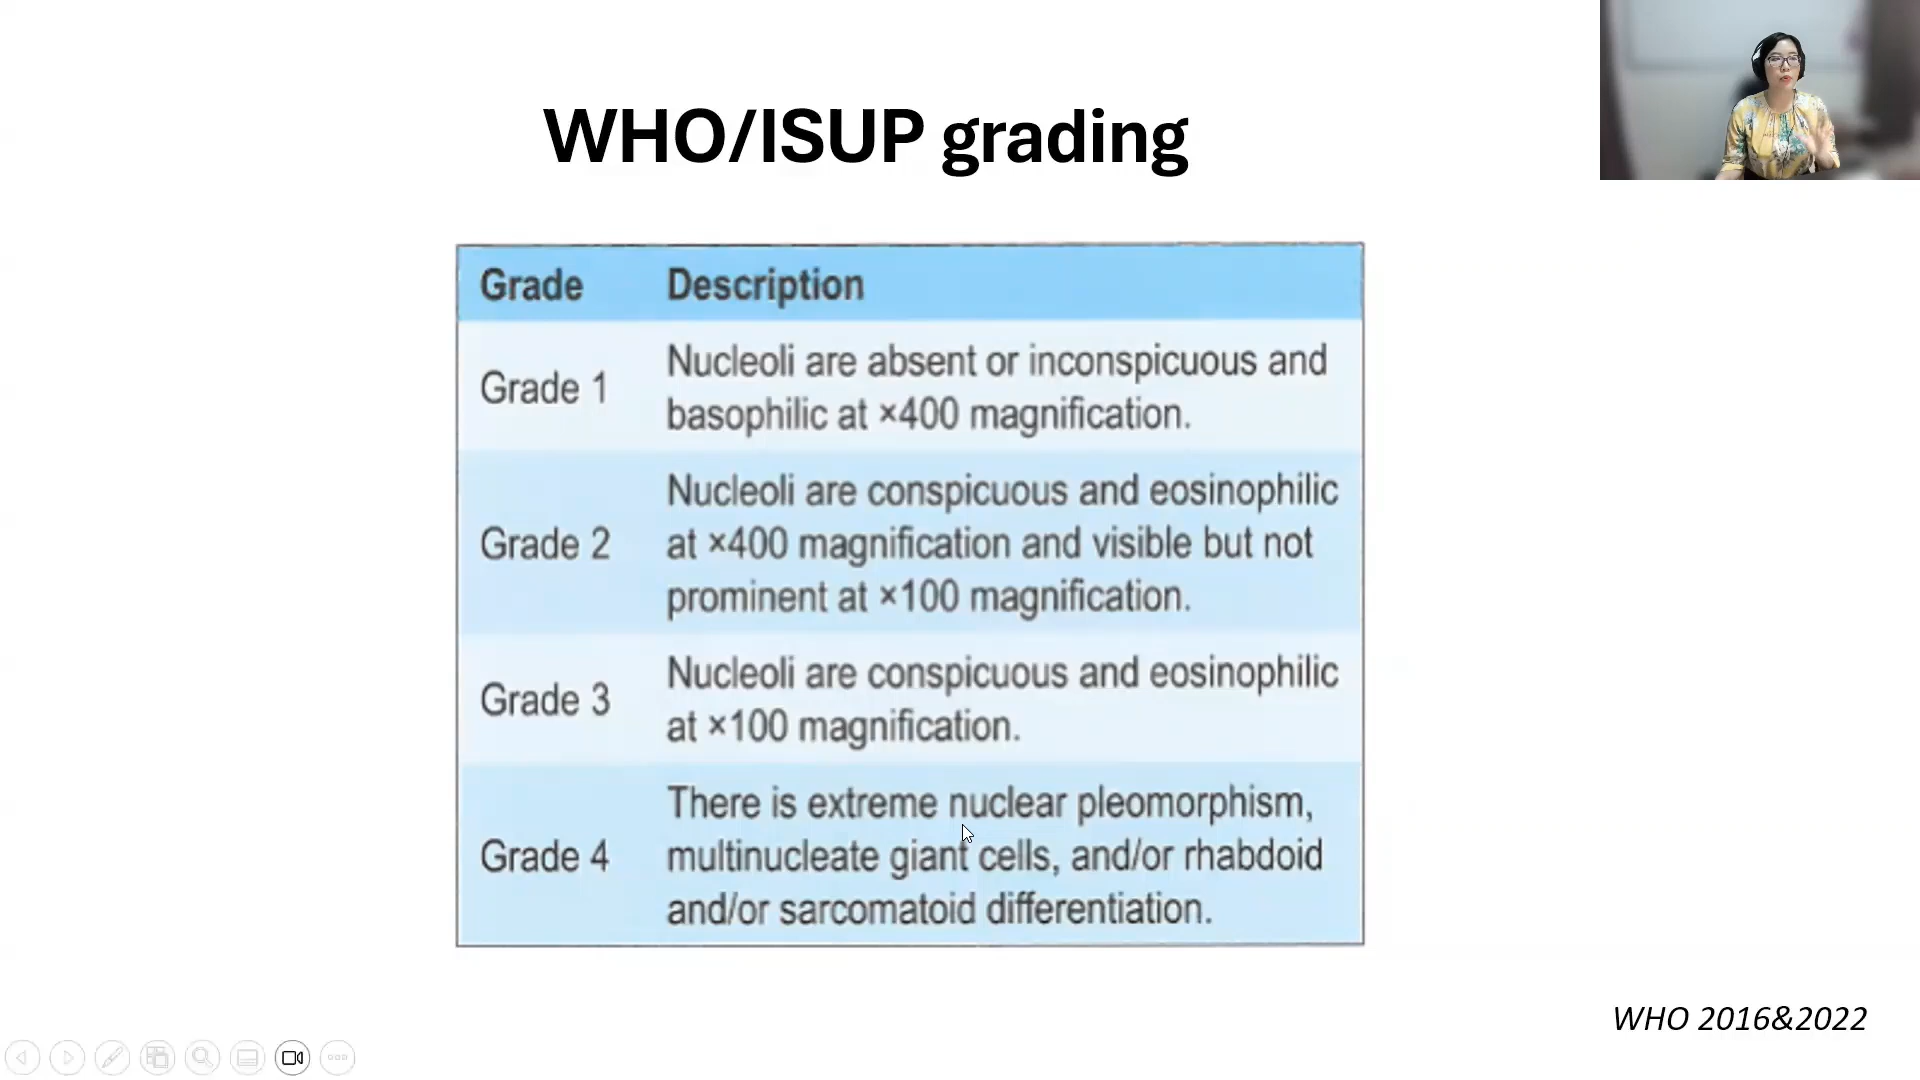 WHO/ISUP grading
Grade Description
Grade 1 Nucleoli are absent or inconspicuous and
basophilic at ×400 magnification.
Grade 2 Nucleoli are conspicuous and eosinophilic
at ×400 magnification and visible but not
prominent at ×100 magnification.
Grade 3 Nucleoli are conspicuous and eosinophilic
at ×100 magnification.
Grade 4 There is extreme nuclear pleomorphism,
multinucleate giant cells, and/or rhabdoid
and/or sarcomatoid differentiation.
WHO 2016&2022